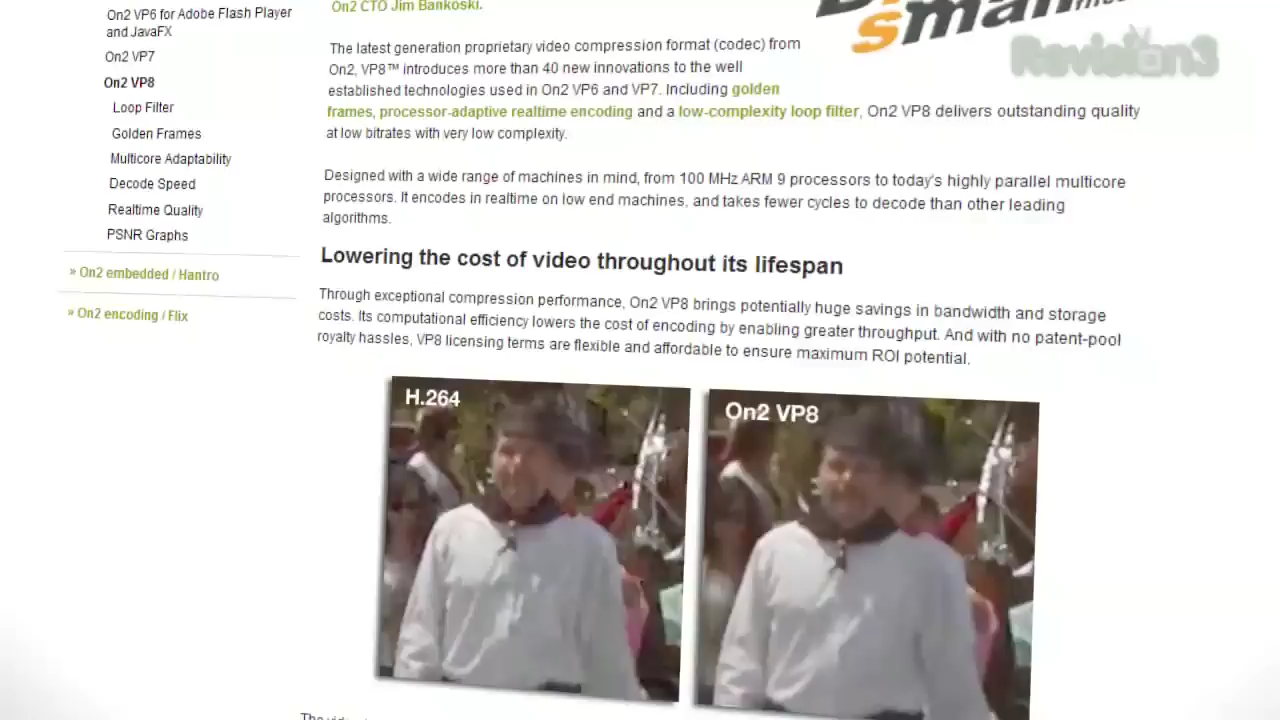 On2 VP6 for Adobe Flash Player
and JavaFX
On2 VP7
On2 VP8
Loop Filter
Golden Frames
Multicore Adaptability
Decode Speed
Realtime Quality
PSNR Graphs
» On2 embedded / Hantro
» On2 encoding / Flix
On2 CTO Jim Bankoski.
small
Revision3
The latest generation proprietary video compression format (codec) from
On2, VP8™ introduces more than 40 new innovations to the well
established technologies used in On2 VP6 and VP7. Including golden
frames, processor-adaptive realtime encoding and a low-complexity loop filter, On2 VP8 delivers outstanding quality
at low bitrates with very low complexity.
Designed with a wide range of machines in mind, from 100 MHz ARM 9 processors to today's highly parallel multicore
processors. It encodes in realtime on low end machines, and takes fewer cycles to decode than other leading
algorithms.
Lowering the cost of video throughout its lifespan
Through exceptional compression performance, On2 VP8 brings potentially huge savings in bandwidth and storage
costs. Its computational efficiency lowers the cost of encoding by enabling greater throughput. And with no patent-pool
royalty hassles, VP8 licensing terms are flexible and affordable to ensure maximum ROI potential.
H.264
On2 VP8